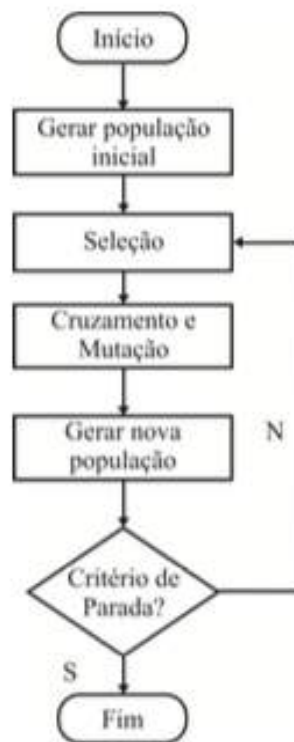 Início
Gerar população
inicial
Seleção
Cruzamento e
Mutação
Gerar nova
população
N
Critério de
Parada?
S
Fim